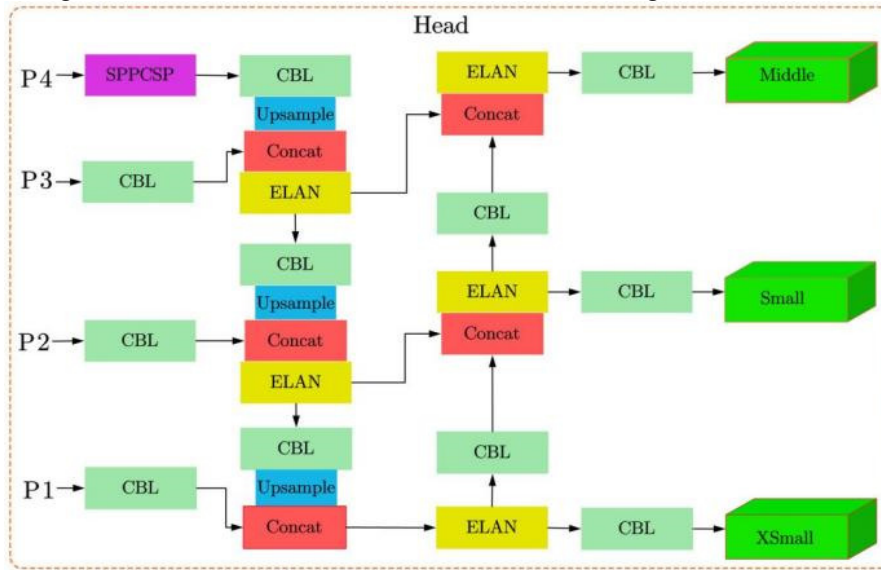 Head
P4
SPPCSP
CBL
Upsample
Concat
ELAN
P3
CBL
CBL
Upsample
Concat
ELAN
P2
CBL
CBL
Upsample
Concat
P1
CBL
ELAN
Concat
CBL
Middle
CBL
ELAN
Concat
CBL
Small
CBL
ELAN
CBL
XSmall